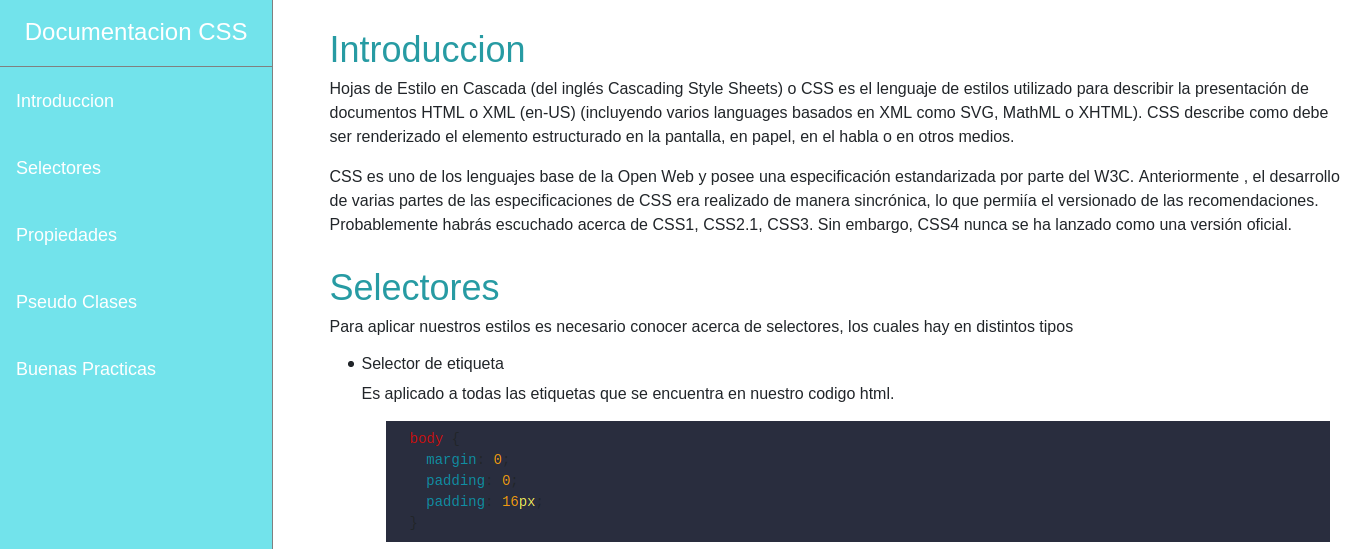 Documentacion CSS
Introduccion
Selectores
Propiedades
Pseudo Clases
Buenas Practicas
Introduccion
Hojas de Estilo en Cascada (del inglés Cascading Style Sheets) o CSS es el lenguaje de estilos utilizado para describir la presentación de
documentos HTML o XML (en-US) (incluyendo varios languages basados en XML como SVG, MathML o XHTML). CSS describe como debe
ser renderizado el elemento estructurado en la pantalla, en papel, en el habla o en otros medios.
CSS es uno de los lenguajes base de la Open Web y posee una especificación estandarizada por parte del W3C. Anteriormente , el desarrollo
de varias partes de las especificaciones de CSS era realizado de manera sincrónica, lo que permiía el versionado de las recomendaciones.
Probablemente habrás escuchado acerca de CSS1, CSS2.1, CSS3. Sin embargo, CSS4 nunca se ha lanzado como una versión oficial.
Selectores
Para aplicar nuestros estilos es necesario conocer acerca de selectores, los cuales hay en distintos tipos
• Selector de etiqueta
Es aplicado a todas las etiquetas que se encuentra en nuestro codigo html.
body {
margin: 0;
padding: 0;
padding: 16px;
}